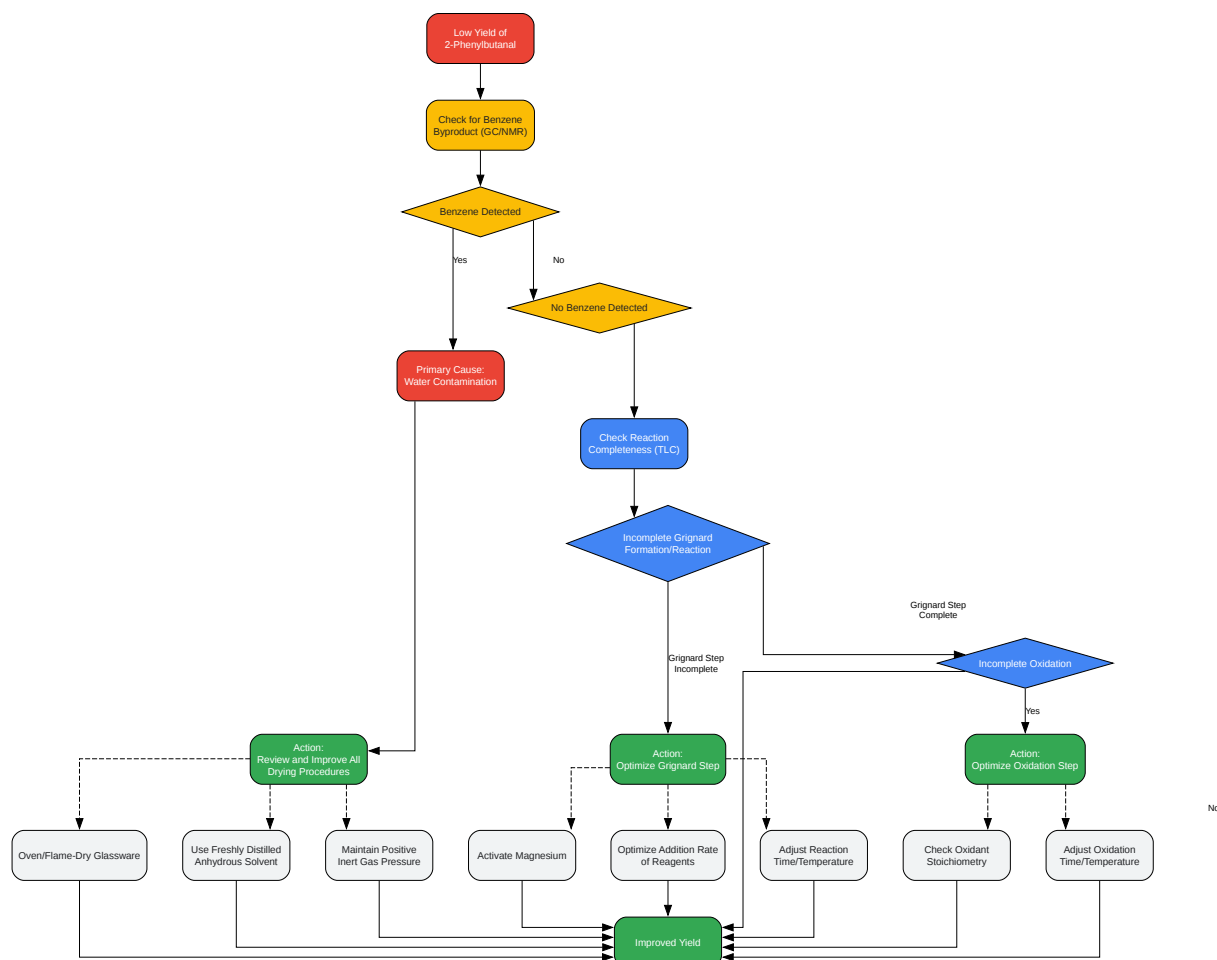 Low Yield of
2-Phenylbutanal
Check for Benzene
Byproduct (GC/NMR)
Benzene Detected
Yes
No
No Benzene Detected
Primary Cause:
Water Contamination
Check Reaction
Completeness (TLC)
Incomplete Grignard
Formation/Reaction
Grignard Step
Complete
Grignard Step
Incomplete
Incomplete Oxidation
Yes
Action:
Review and Improve All
Drying Procedures
Action:
Optimize Grignard Step
Action:
Optimize Oxidation Step
No
Oven/Flame-Dry Glassware
Use Freshly Distilled
Anhydrous Solvent
Maintain Positive
Inert Gas Pressure
Activate Magnesium
Optimize Addition Rate
of Reagents
Adjust Reaction
Time/Temperature
Check Oxidant
Stoichiometry
Adjust Oxidation
Time/Temperature
Improved Yield